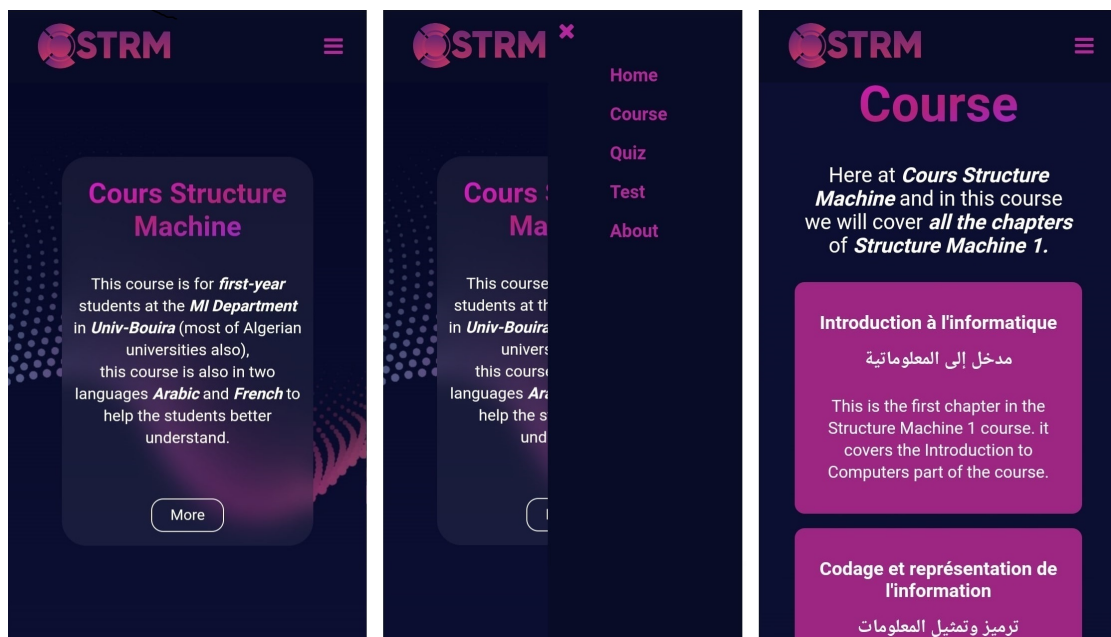 STRM
Cours Structure
Machine
This course is for first-year
students at the MI Department
in Univ-Bouira (most of Algerian
universities also),
this course is also in two
languages Arabic and French to
help the students better
understand.
More
STRM
Home
Course
Quiz
Test
About
Cours
Ma
This course
students at th
in Univ-Bouira
univers
this cours
languages Ara
help the s
und
STRM
Course
Here at Cours Structure
Machine and in this course
we will cover all the chapters
of Structure Machine 1.
Introduction à l'informatique
مدخل إلى المعلوماتية
This is the first chapter in the
Structure Machine 1 course. it
covers the Introduction to
Computers part of the course.
Codage et représentation de
l'information
ترميز وتمثيل المعلومات